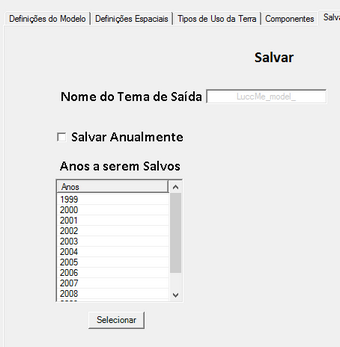 Definições do Modelo Definições Espaciais Tipos de Uso da Terra Componentes Salva
Salvar
Nome do Tema de Saída LuccMe_model_
Salvar Anualmente
Anos a serem Salvos
Anos
1999
2000
2001
2002
2003
2004
2005
2006
2007
2008
Selecionar